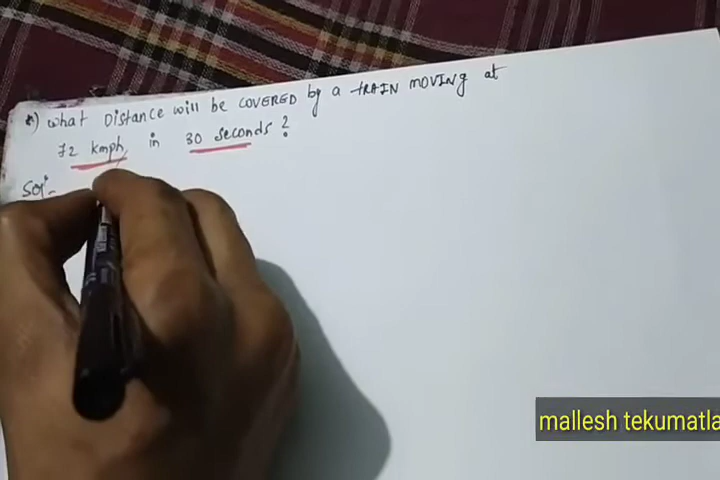 what Distance will be COVERED by a TRAIN MOVING at
72 kmph, in 30 seconds ?
Sol:-
mallesh tekumatla